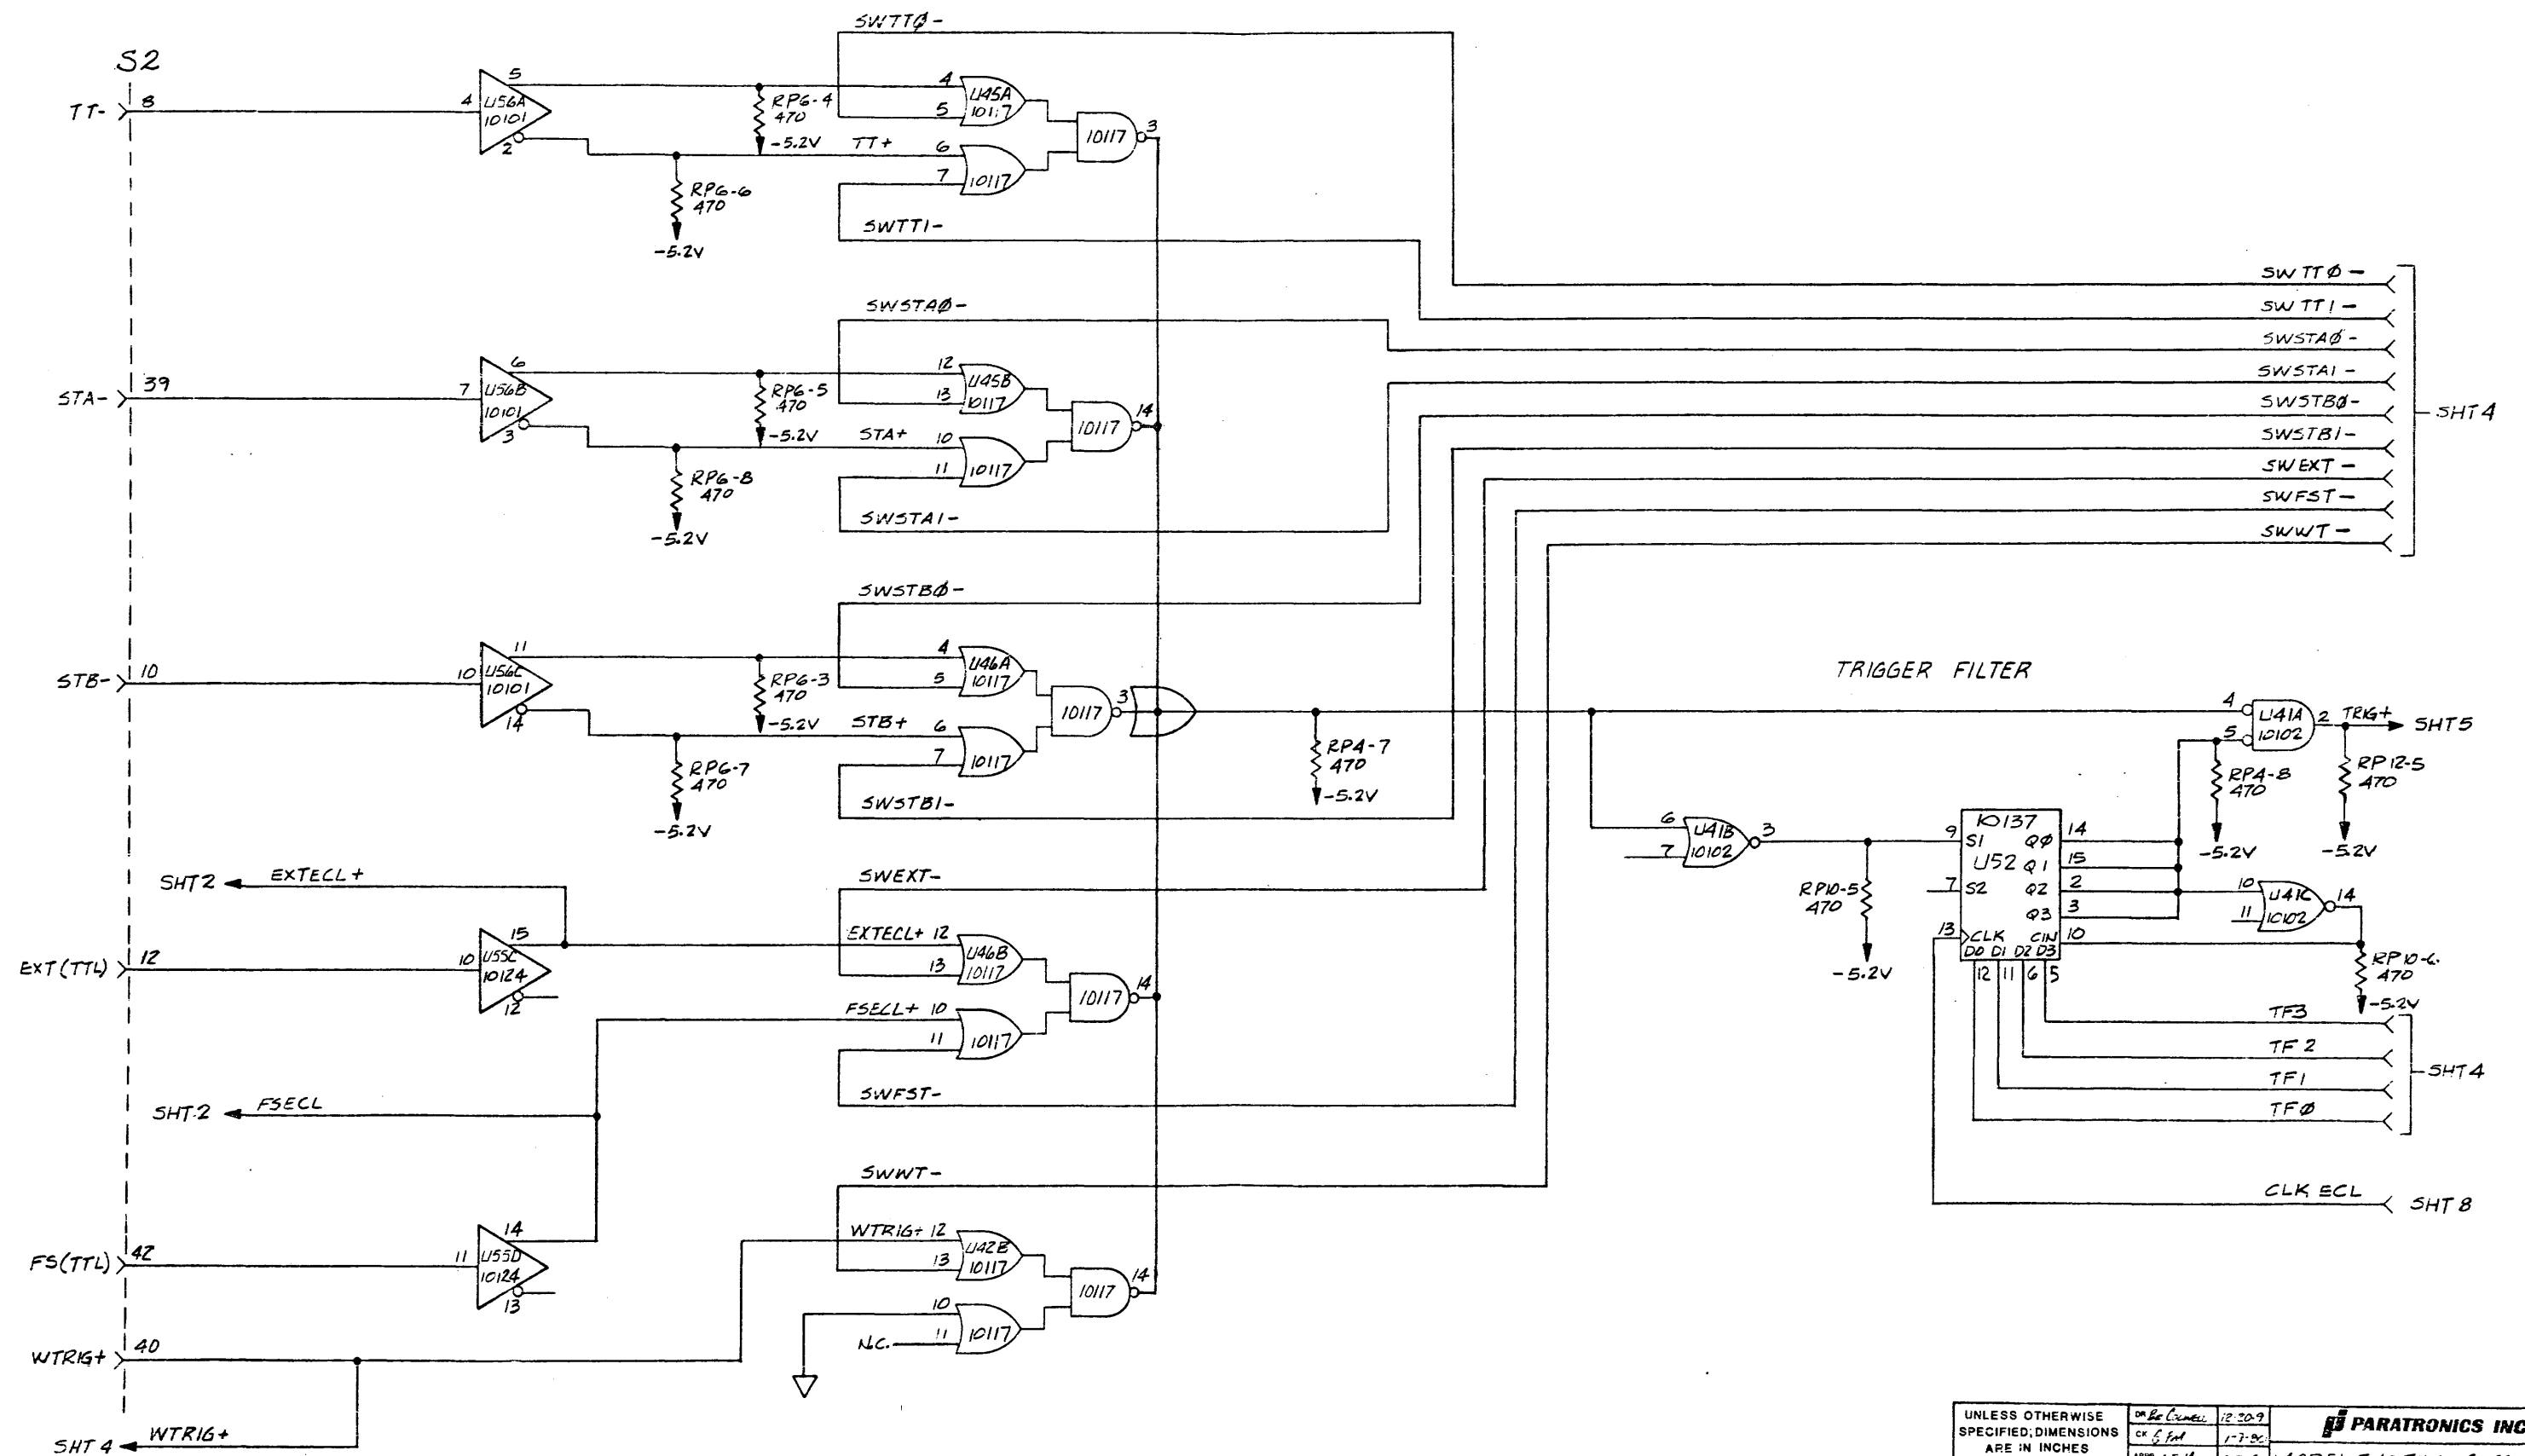 S2
TT- 8
4 U56A 10101 5 2
RP6-4 470 -5.2V
RP6-6 470 -5.2V
SWTTØ-
4 5 U45A 10117
TT+ 6 7 10117
10117 3
SWTT1-
STA- 39
7 U56B 10101 6 3
RP6-5 470 -5.2V
RP6-8 470 -5.2V
SWSTAØ-
12 13 U45B 10117
STA+ 10 11 10117
10117 14
SWSTA1-
STB- 10
10 U56C 10101 11 14
RP6-3 470 -5.2V
RP6-7 470 -5.2V
SWSTBØ-
4 5 U46A 10117
STB+ 6 7 10117
10117 3
SWSTB1-
RP4-7 470 -5.2V
SHT2 EXTECL+
EXT(TTL) 12
10 U55C 10124 15 12
SWEXT-
EXTECL+ 12 13 U46B 10117
FSECL+ 10 11 10117
10117 14
SWFST-
SHT2 FSECL
FS(TTL) 42
11 U55D 10124 14 13
SWWT-
WTRIG+ 12 13 U42B 10117
10 N.C. 11 10117
10117 14
WTRIG+ 40
SHT4 WTRIG+
SWTTØ-
SWTT1-
SWSTAØ-
SWSTA1-
SWSTBØ-
SWSTB1-
SWEXT-
SWFST-
SWWT-
SHT4
TRIGGER FILTER
4 5 U41A 10102 2 TRIG+ SHT5
RP4-8 470 -5.2V
RP12-5 470 -5.2V
6 7 U41B 10102 3
RP10-5 470 -5.2V
10137 U52
9 S1 QØ 14
Q1 15
7 S2 Q2 2
Q3 3
13 CLK CIN 10
D0 D1 D2 D3
12 11 6 5
10 11 U41C 10102 14
RP10-6 470 -5.2V
TF3
TF2
TF1
TFØ
SHT4
CLK ECL SHT8
UNLESS OTHERWISE
SPECIFIED; DIMENSIONS
ARE IN INCHES
DR 12-20-9
CK
PARATRONICS INC